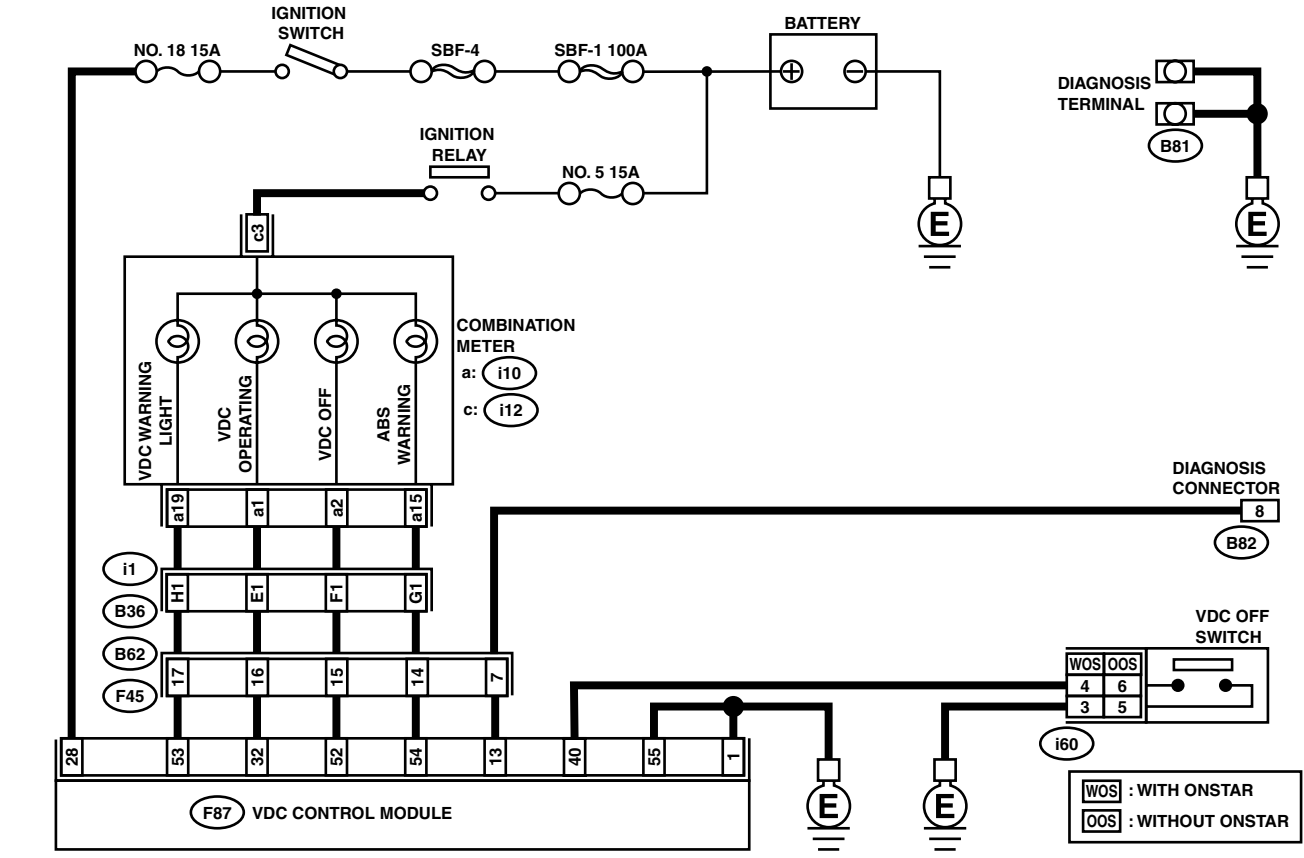 IGNITION
SWITCH
BATTERY
NO. 18 15A
SBF-4
SBF-1 100A
DIAGNOSIS
TERMINAL
B81
IGNITION
RELAY
NO. 5 15A
E
E
c3
COMBINATION
METER
a: i10
c: i12
VDC WARNING
LIGHT
VDC
OPERATING
VDC OFF
ABS
WARNING
a19
a1
a2
a15
DIAGNOSIS
CONNECTOR
8
B82
i1
H1
E1
F1
G1
B36
B62
17
16
15
14
7
F45
VDC OFF
SWITCH
WOS OOS
4 6
3 5
i60
28
53
32
52
54
13
40
55
1
F87 VDC CONTROL MODULE
E
E
WOS : WITH ONSTAR
OOS : WITHOUT ONSTAR